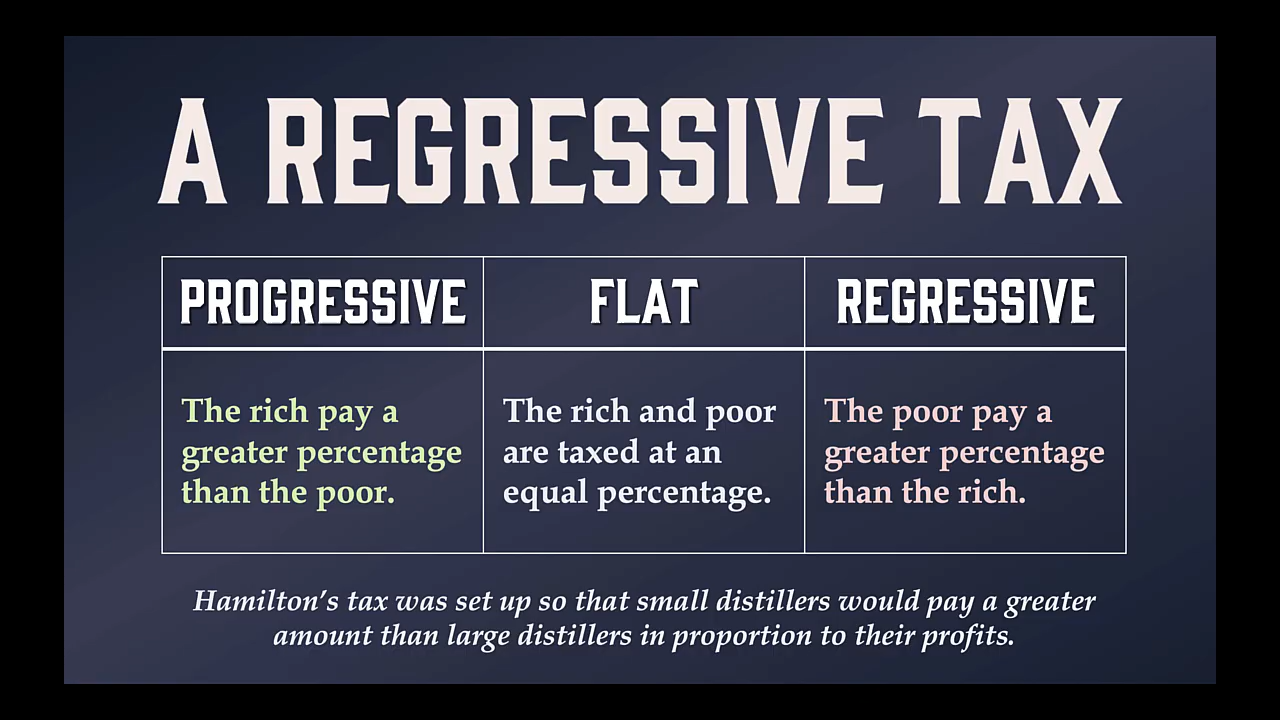 A REGRESSIVE TAX
PROGRESSIVE
FLAT
REGRESSIVE
The rich pay a
greater percentage
than the poor.
The rich and poor
are taxed at an
equal percentage.
The poor pay a
greater percentage
than the rich.
Hamilton’s tax was set up so that small distillers would pay a greater
amount than large distillers in proportion to their profits.